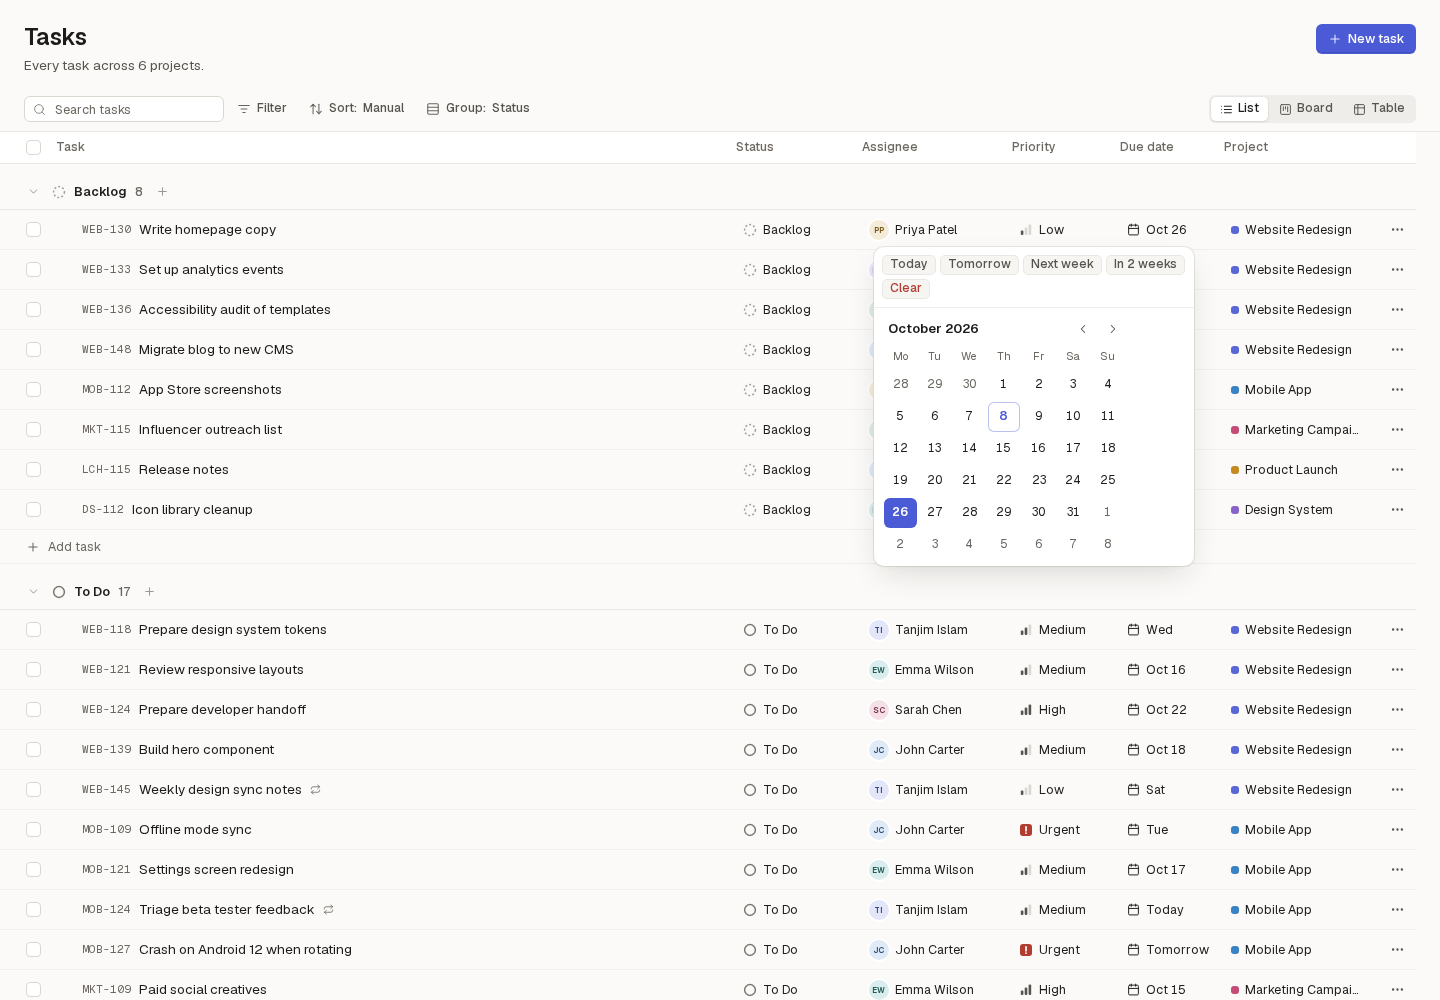 Tasks
New task
Every task across 6 projects.
Search tasks
Filter
Sort: Manual
Group: Status
List
Board
Table
Task Status Assignee Priority Due date Project
Backlog 8
WEB-130 Write homepage copy Backlog PP Priya Patel Low Oct 26 Website Redesign
WEB-133 Set up analytics events Backlog Website Redesign
WEB-136 Accessibility audit of templates Backlog Website Redesign
WEB-148 Migrate blog to new CMS Backlog Website Redesign
MOB-112 App Store screenshots Backlog Mobile App
MKT-115 Influencer outreach list Backlog Marketing Campai...
LCH-115 Release notes Backlog Product Launch
DS-112 Icon library cleanup Backlog Design System
Add task
Today Tomorrow Next week In 2 weeks
Clear
October 2026
Mo Tu We Th Fr Sa Su
28 29 30 1 2 3 4
5 6 7 8 9 10 11
12 13 14 15 16 17 18
19 20 21 22 23 24 25
26 27 28 29 30 31 1
2 3 4 5 6 7 8
To Do 17
WEB-118 Prepare design system tokens To Do TI Tanjim Islam Medium Wed Website Redesign
WEB-121 Review responsive layouts To Do EW Emma Wilson Medium Oct 16 Website Redesign
WEB-124 Prepare developer handoff To Do SC Sarah Chen High Oct 22 Website Redesign
WEB-139 Build hero component To Do JC John Carter Medium Oct 18 Website Redesign
WEB-145 Weekly design sync notes To Do TI Tanjim Islam Low Sat Website Redesign
MOB-109 Offline mode sync To Do JC John Carter Urgent Tue Mobile App
MOB-121 Settings screen redesign To Do EW Emma Wilson Medium Oct 17 Mobile App
MOB-124 Triage beta tester feedback To Do TI Tanjim Islam Medium Today Mobile App
MOB-127 Crash on Android 12 when rotating To Do JC John Carter Urgent Tomorrow Mobile App
MKT-109 Paid social creatives To Do EW Emma Wilson High Oct 15 Marketing Campai...